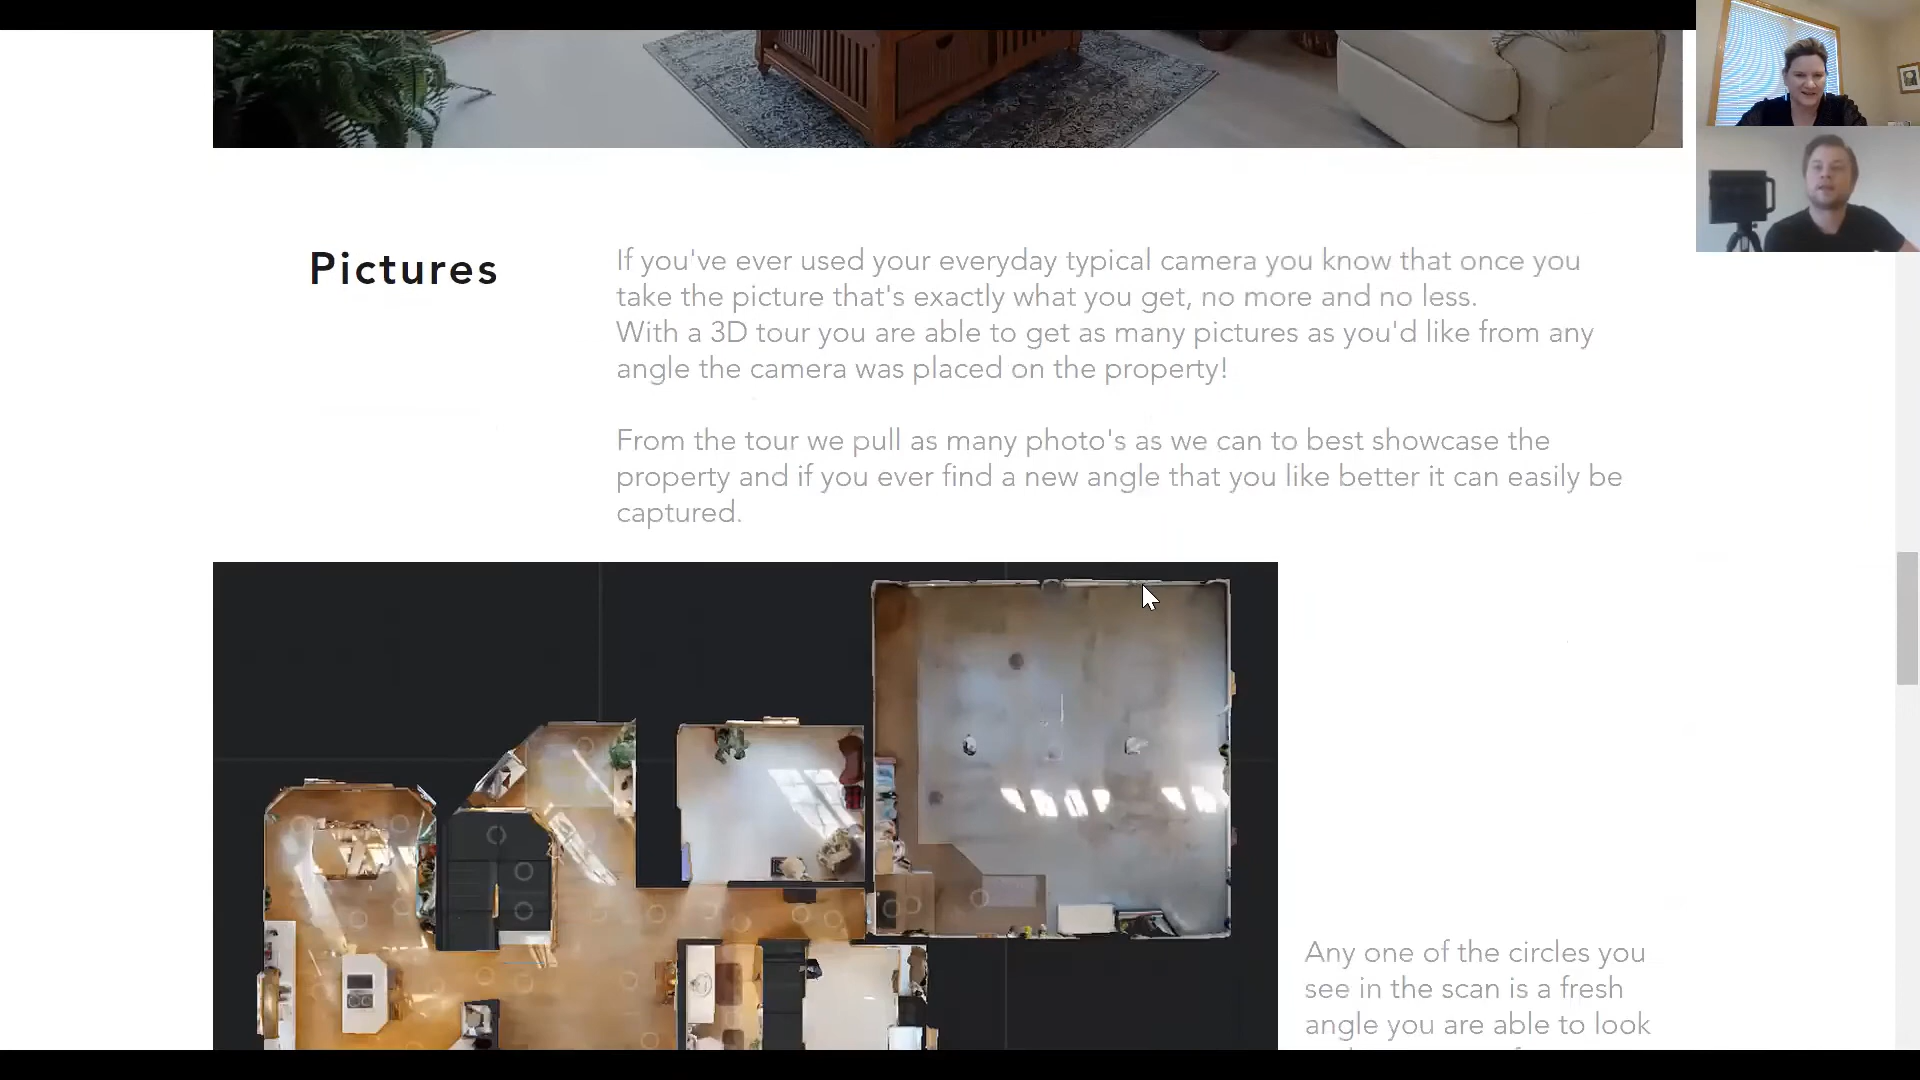 Pictures
If you've ever used your everyday typical camera you know that once you
take the picture that's exactly what you get, no more and no less.
With a 3D tour you are able to get as many pictures as you'd like from any
angle the camera was placed on the property!
From the tour we pull as many photo's as we can to best showcase the
property and if you ever find a new angle that you like better it can easily be
captured.
Any one of the circles you
see in the scan is a fresh
angle you are able to look